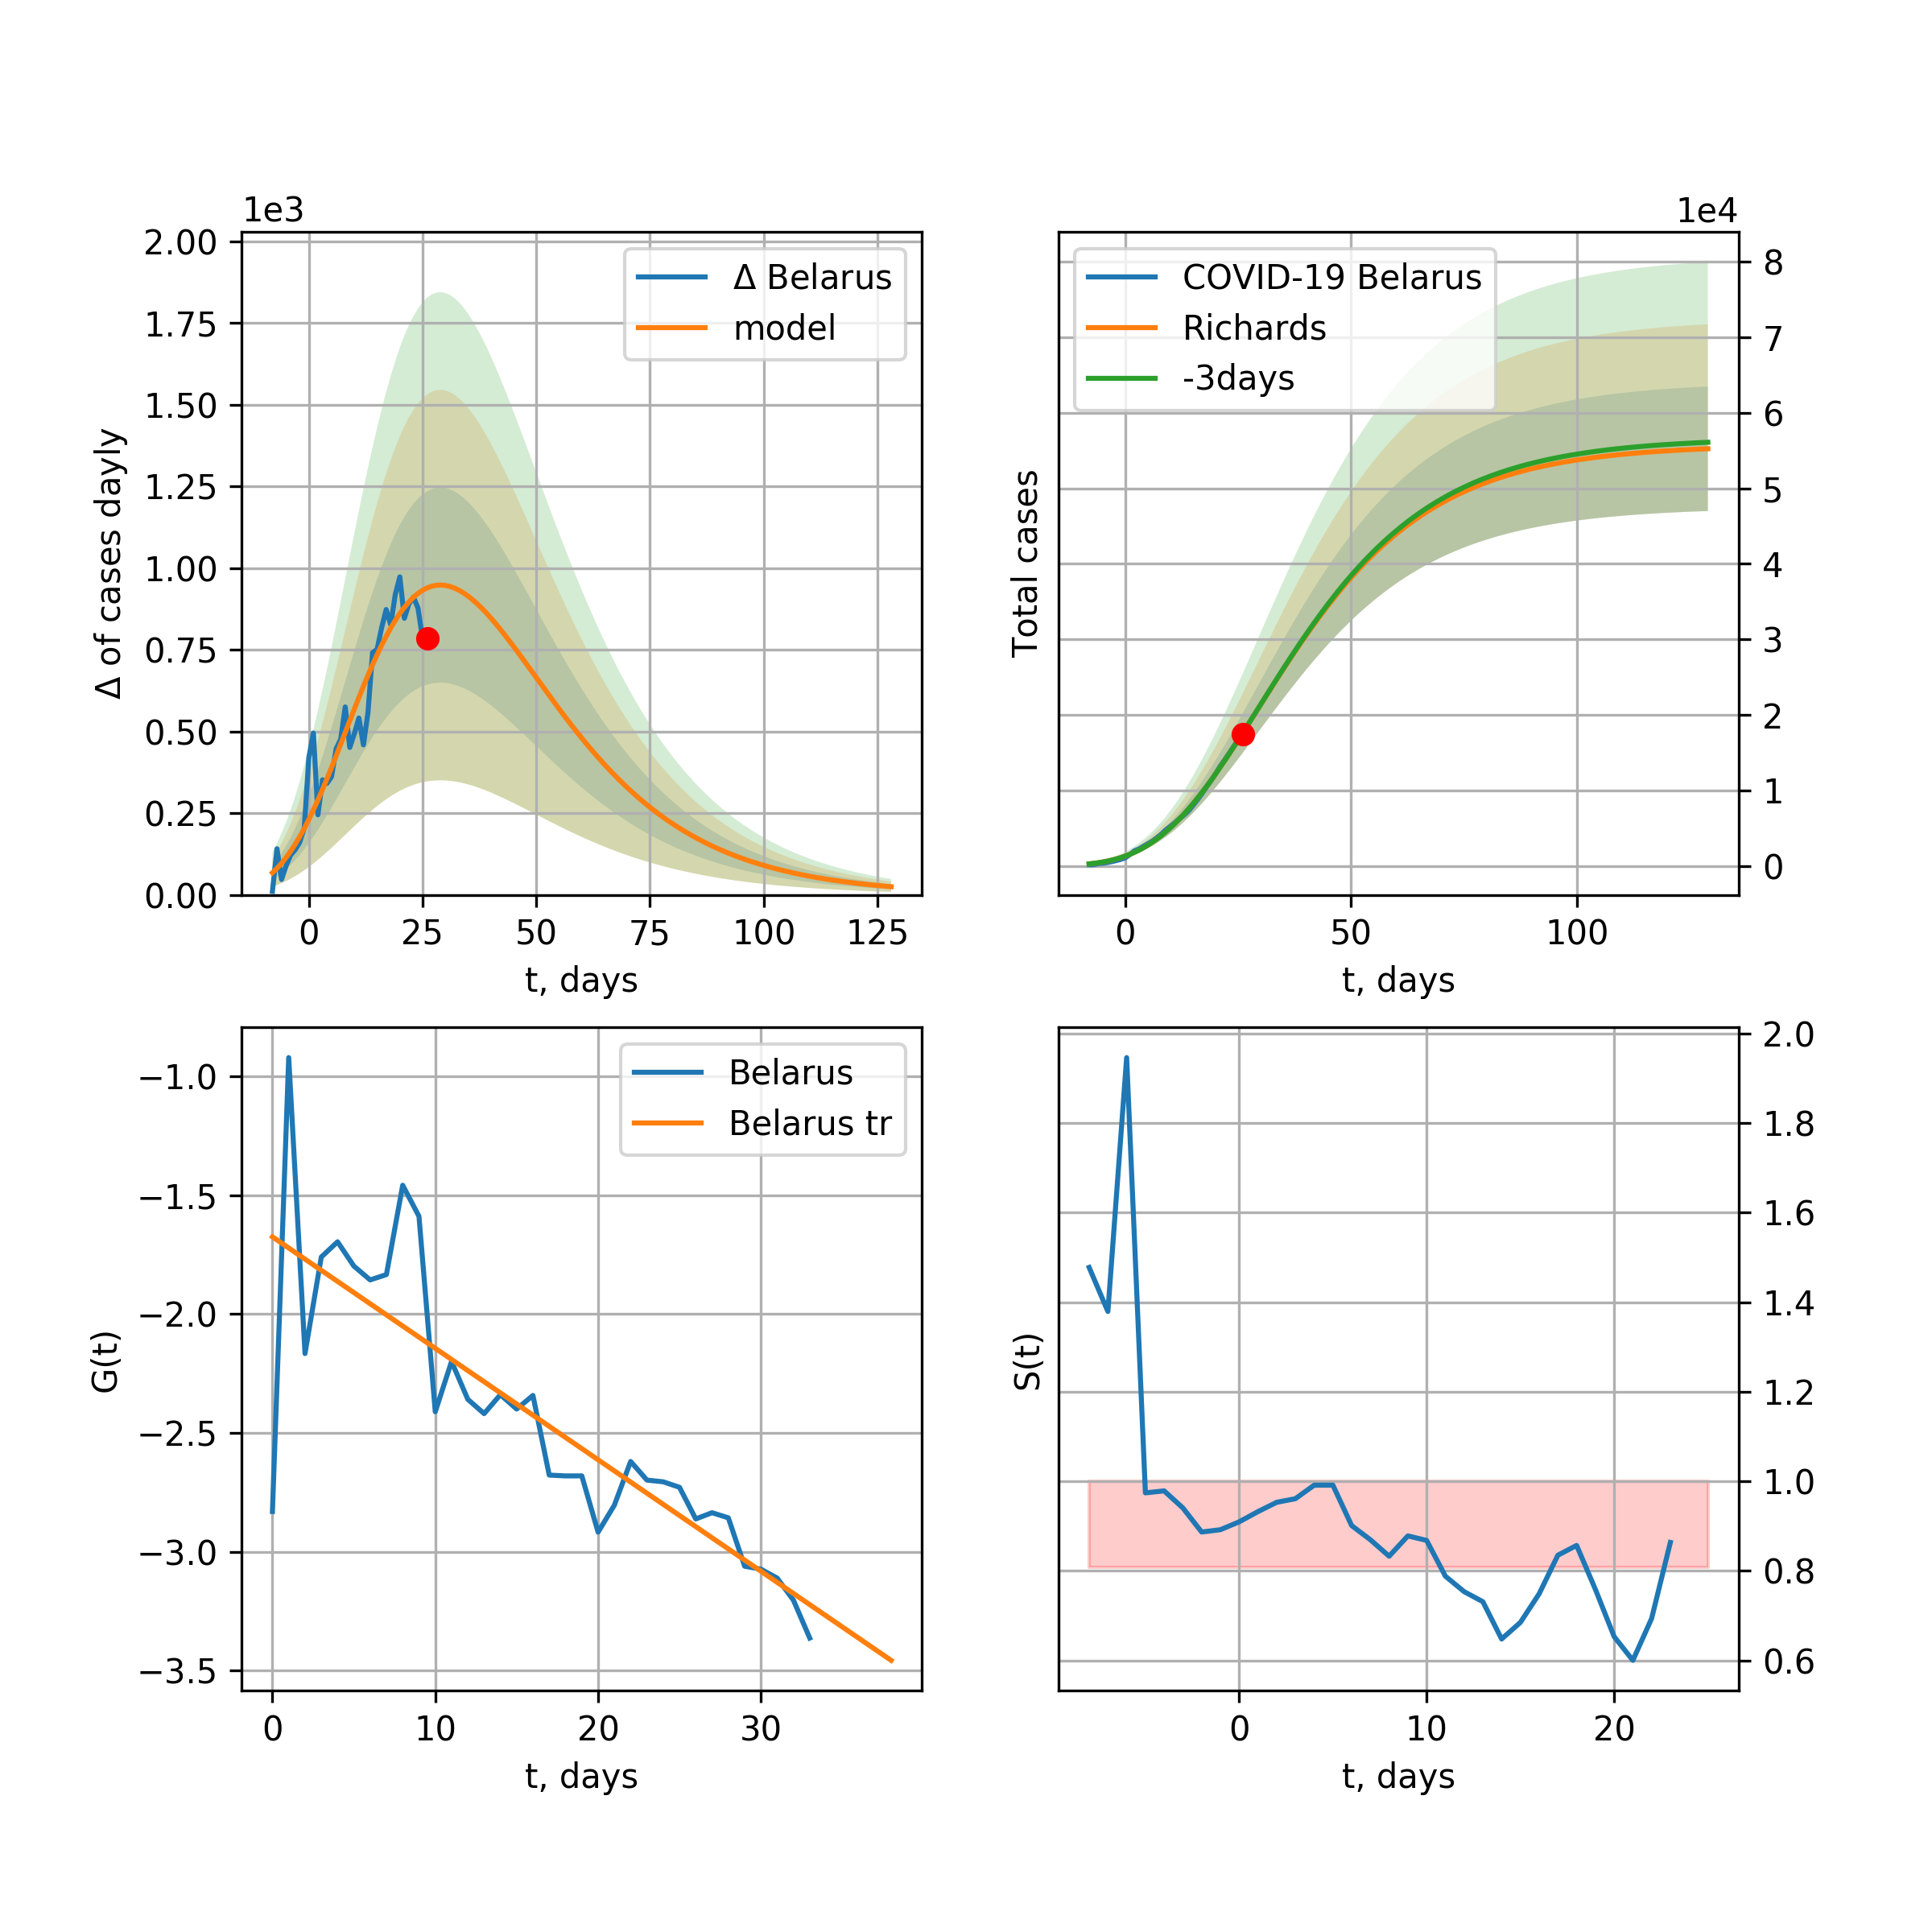 1e3
2.00
1.75
1.50
1.25
1.00
0.75
0.50
0.25
0.00
Δ of cases dayly
Δ Belarus
model
0 25 50 75 100 125
t, days
1e4
COVID-19 Belarus
Richards
-3days
8
7
6
5
4
3
2
1
0
Total cases
0 50 100
t, days
−1.0
−1.5
−2.0
−2.5
−3.0
−3.5
G(t)
Belarus
Belarus tr
0 10 20 30
t, days
2.0
1.8
1.6
1.4
1.2
1.0
0.8
0.6
S(t)
0 10 20
t, days